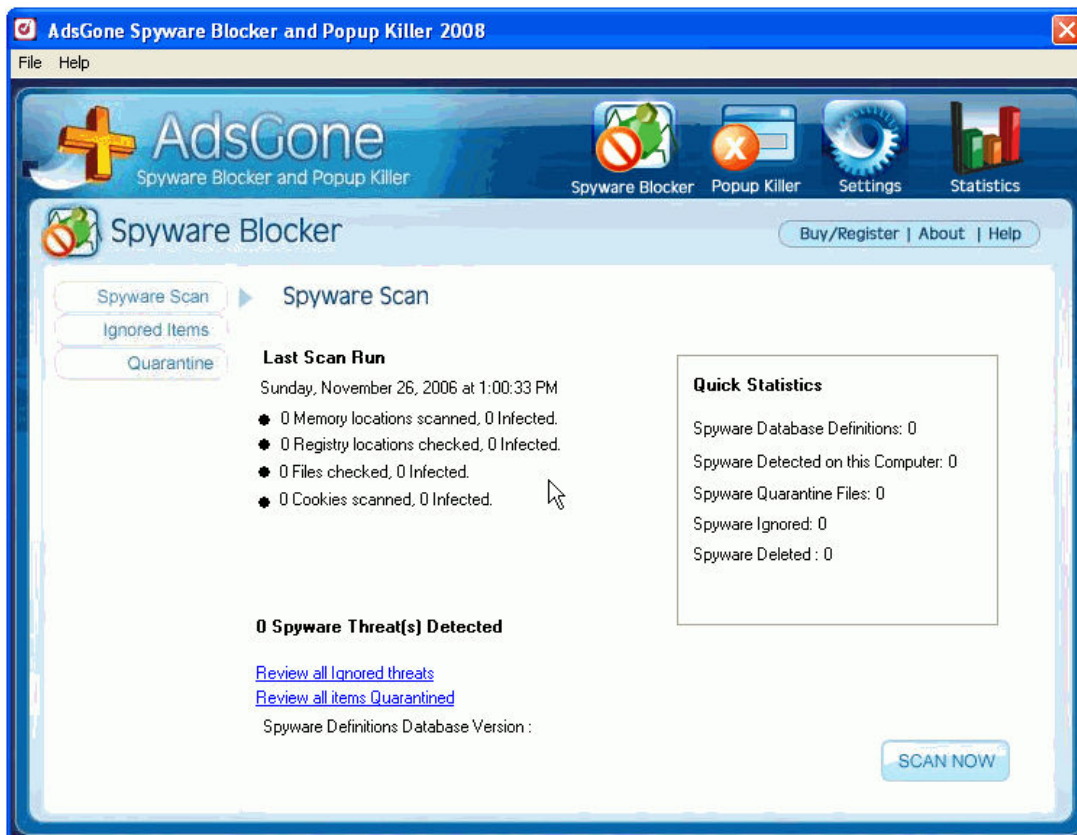 AdsGone Spyware Blocker and Popup Killer 2008
File Help
AdsGone
Spyware Blocker and Popup Killer
Spyware Blocker Popup Killer Settings Statistics
Spyware Blocker
Buy/Register | About | Help
Spyware Scan
Ignored Items
Quarantine
Spyware Scan
Last Scan Run
Sunday, November 26, 2006 at 1:00:33 PM
0 Memory locations scanned, 0 Infected.
0 Registry locations checked, 0 Infected.
0 Files checked, 0 Infected.
0 Cookies scanned, 0 Infected.
Quick Statistics
Spyware Database Definitions: 0
Spyware Detected on this Computer: 0
Spyware Quarantine Files: 0
Spyware Ignored: 0
Spyware Deleted : 0
0 Spyware Threat(s) Detected
Review all Ignored threats
Review all items Quarantined
Spyware Definitions Database Version :
SCAN NOW